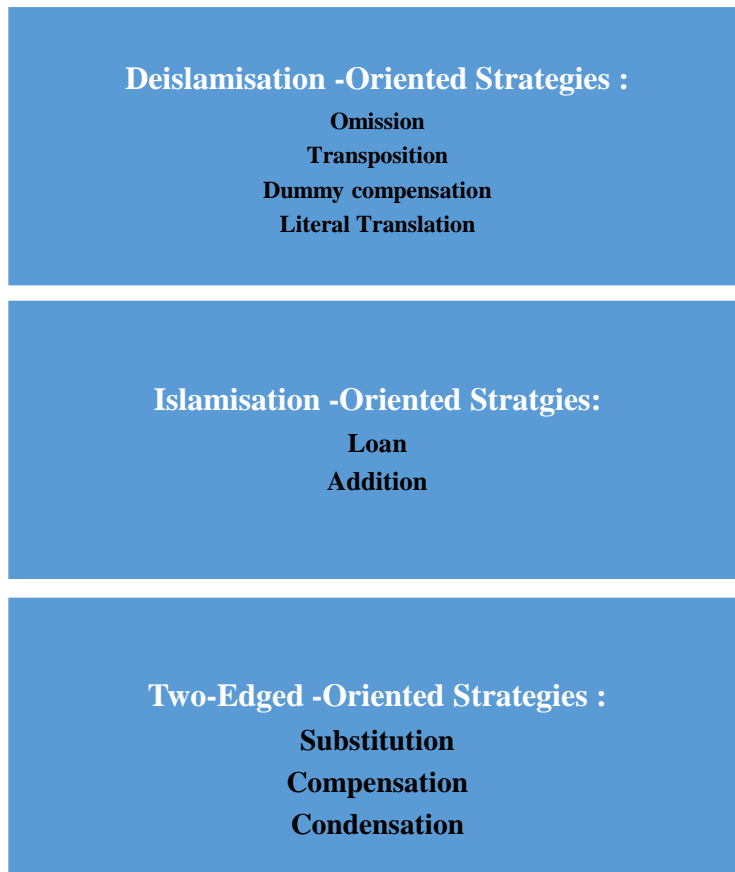 Deislamisation -Oriented Strategies :
Omission
Transposition
Dummy compensation
Literal Translation
Islamisation -Oriented Stratgies:
Loan
Addition
Two-Edged -Oriented Strategies :
Substitution
Compensation
Condensation